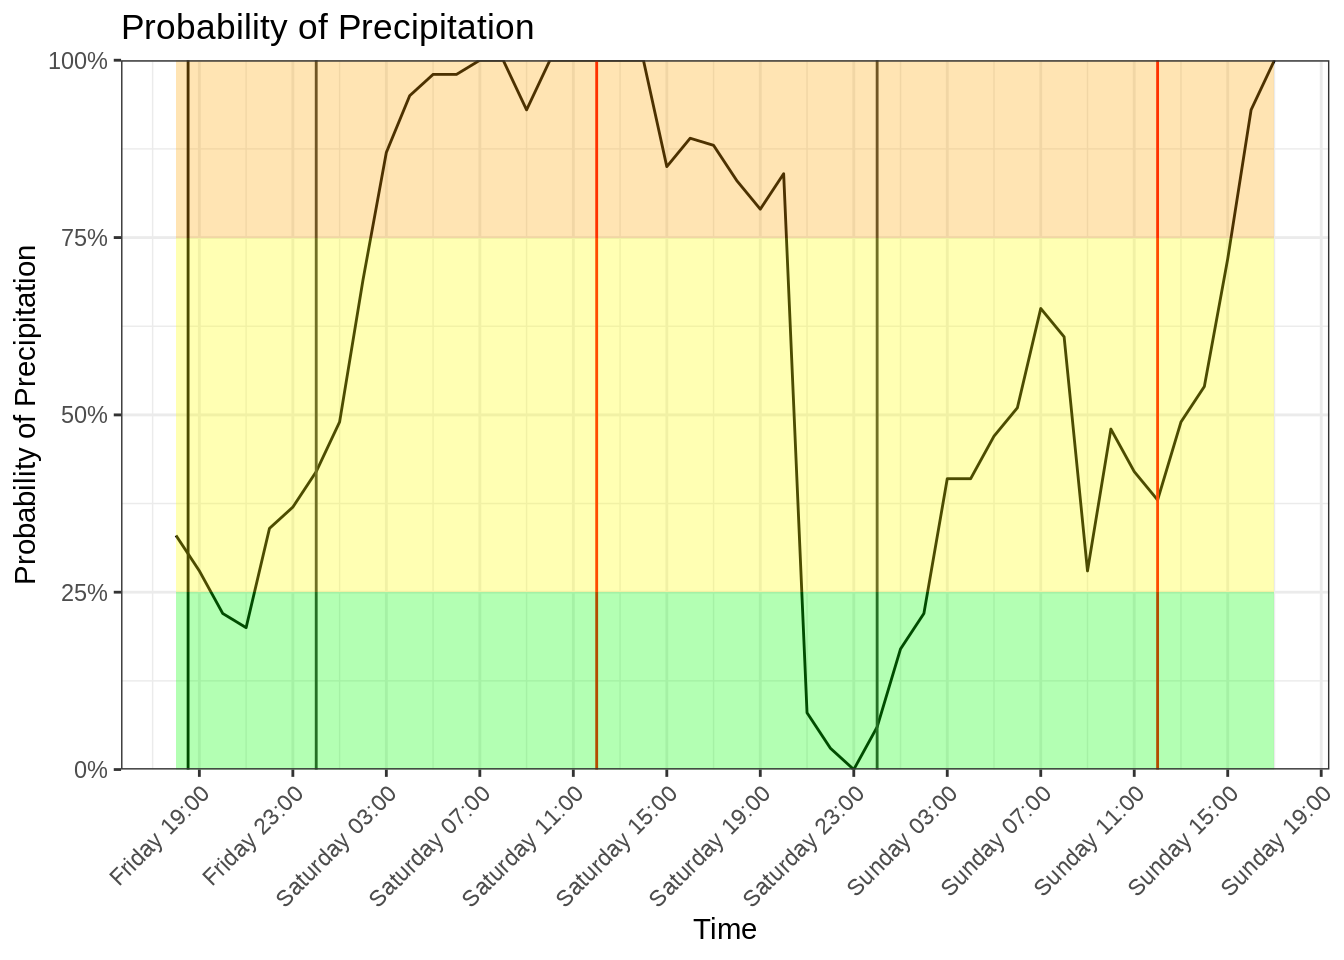 Probability of Precipitation
Probability of Precipitation
100%
75%
50%
25%
0%
Friday 19:00
Friday 23:00
Saturday 03:00
Saturday 07:00
Saturday 11:00
Saturday 15:00
Saturday 19:00
Saturday 23:00
Sunday 03:00
Sunday 07:00
Sunday 11:00
Sunday 15:00
Sunday 19:00
Time